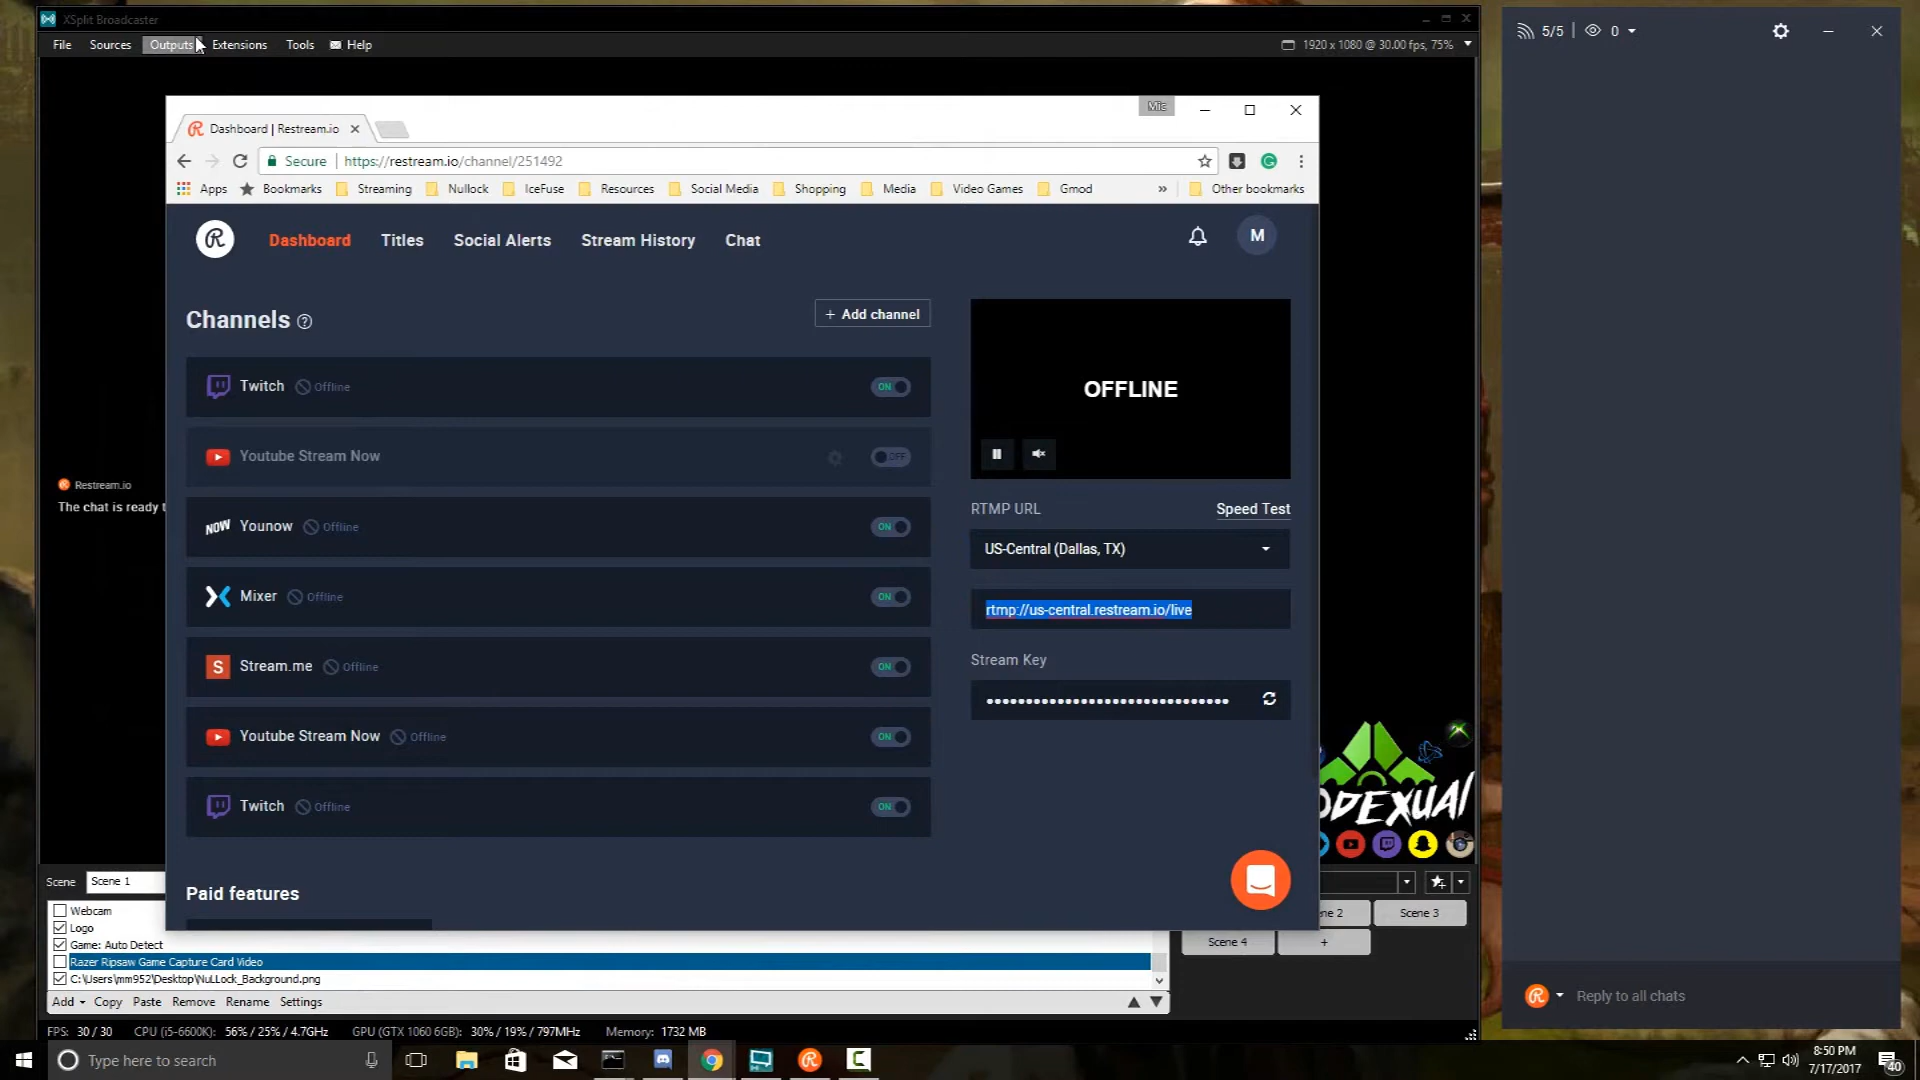 XSplit Broadcaster
File Sources Outputs Extensions Tools Help
1920 x 1080 @ 30.00 fps, 75%
5/5 0
Mic
Dashboard | Restream.io
Secure https://restream.io/channel/251492
Apps Bookmarks Streaming Nullock IceFuse Resources Social Media Shopping Media Video Games Gmod » Other bookmarks
Dashboard Titles Social Alerts Stream History Chat
M
Channels ?
+ Add channel
Twitch Offline ON
Youtube Stream Now OFF
NOW Younow Offline ON
Mixer Offline ON
S Stream.me Offline ON
Youtube Stream Now Offline ON
Twitch Offline ON
Paid features
OFFLINE
RTMP URL Speed Test
US-Central (Dallas, TX)
rtmp://us-central.restream.io/live
Stream Key
••••••••••••••••••••••••••••••••
Restream.io
The chat is ready t
Scene Scene 1
Webcam
Logo
Game: Auto Detect
Razer Ripsaw Game Capture Card Video
C:\Users\mm952\Desktop\NuLLock_Background.png
Add Copy Paste Remove Rename Settings
ne 2 Scene 3
Scene 4 +
FPS: 30 / 30 CPU (i5-6600K): 56% / 25% / 4.7GHz GPU (GTX 1060 6GB): 30% / 19% / 797MHz Memory: 1732 MB
Reply to all chats
Type here to search
8:50 PM
7/17/2017
40